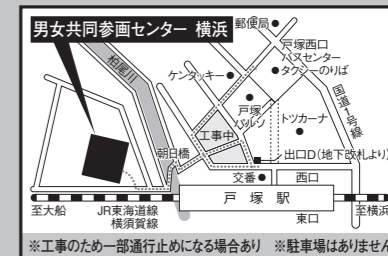 男女共同参画センター 横浜
郵便局
戸塚西口
バスセンター
タクシーのりば
ケンタッキー
柏尾川
国道1号線
戸塚
パルソ
トツカーナ
工事中
朝日橋
出口D(地下改札より)
交番
西口
戸塚駅
至大船
JR東海道線
横須賀線
東口
至横浜
※工事のため一部通行止めになる場合あり ※駐車場はありません